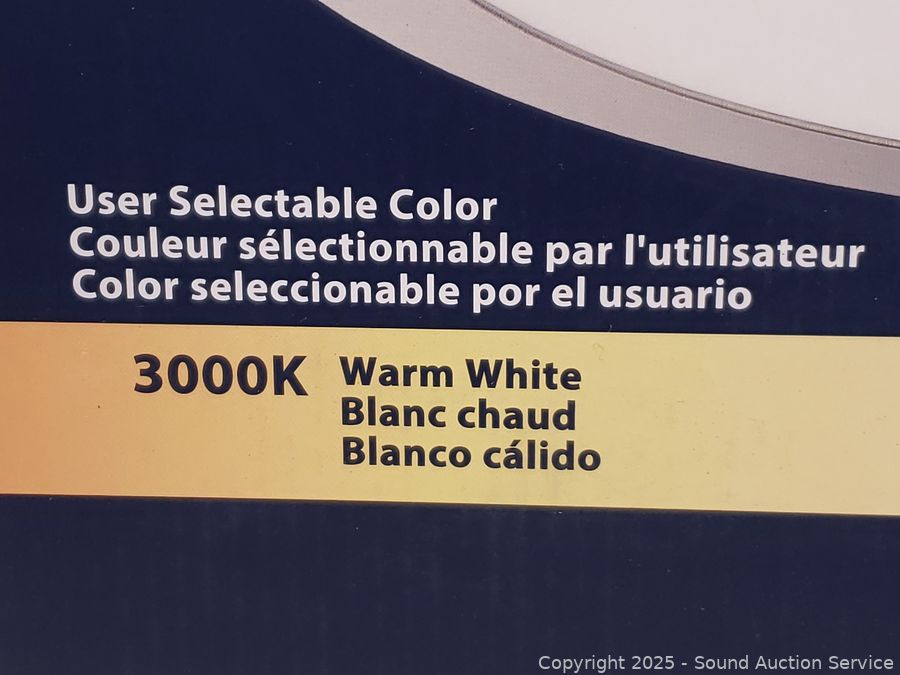 User Selectable Color
Couleur sélectionnable par l'utilisateur
Color seleccionable por el usuario
3000K Warm White
Blanc chaud
Blanco cálido
Copyright 2025 - Sound Auction Service